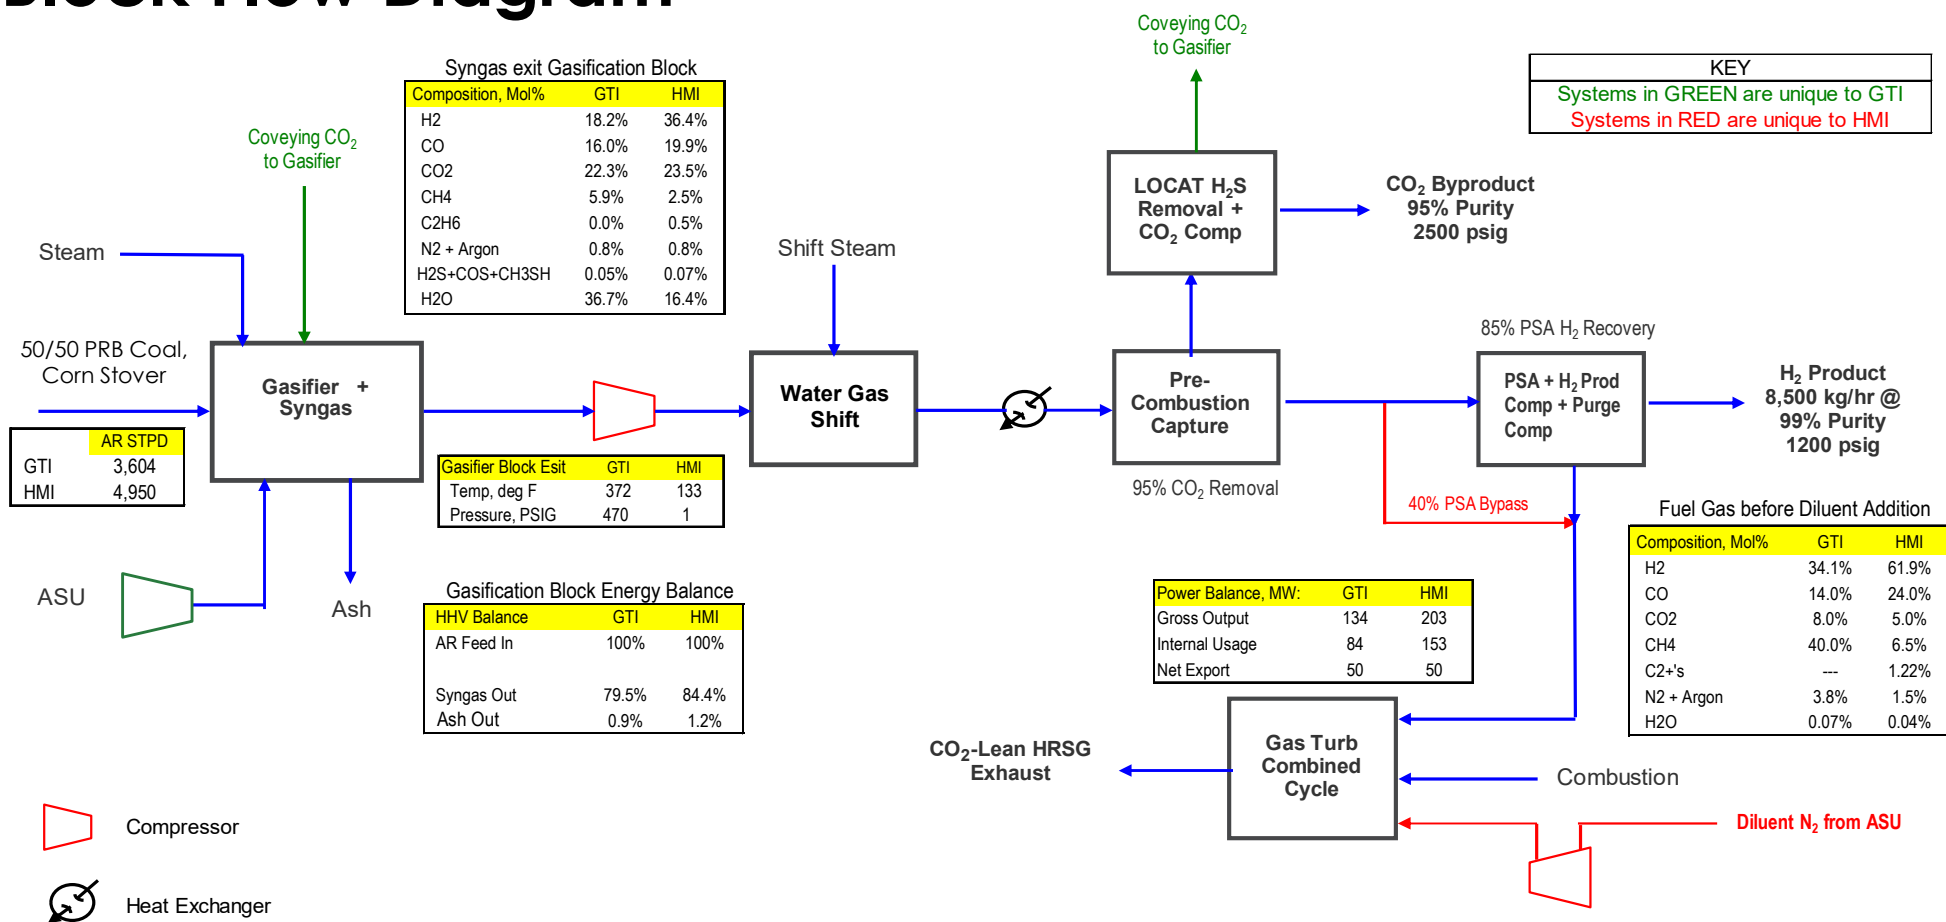 Block Flow Diagram
Coveying CO2
to Gasifier
KEY
Systems in GREEN are unique to GTI
Systems in RED are unique to HMI
Syngas exit Gasification Block
Composition, Mol% GTI HMI
H2 18.2% 36.4%
CO 16.0% 19.9%
CO2 22.3% 23.5%
CH4 5.9% 2.5%
C2H6 0.0% 0.5%
N2 + Argon 0.8% 0.8%
H2S+COS+CH3SH 0.05% 0.07%
H2O 36.7% 16.4%
Coveying CO2
to Gasifier
Steam
Shift Steam
LOCAT H2S
Removal +
CO2 Comp
CO2 Byproduct
95% Purity
2500 psig
50/50 PRB Coal,
Corn Stover
Gasifier +
Syngas
Water Gas
Shift
Pre-
Combustion
Capture
95% CO2 Removal
85% PSA H2 Recovery
PSA + H2 Prod
Comp + Purge
Comp
H2 Product
8,500 kg/hr @
99% Purity
1200 psig
AR STPD
GTI 3,604
HMI 4,950
Gasifier Block Esit GTI HMI
Temp, deg F 372 133
Pressure, PSIG 470 1
40% PSA Bypass
Fuel Gas before Diluent Addition
Composition, Mol% GTI HMI
H2 34.1% 61.9%
CO 14.0% 24.0%
CO2 8.0% 5.0%
CH4 40.0% 6.5%
C2+'s --- 1.22%
N2 + Argon 3.8% 1.5%
H2O 0.07% 0.04%
ASU
Ash
Gasification Block Energy Balance
HHV Balance GTI HMI
AR Feed In 100% 100%
Syngas Out 79.5% 84.4%
Ash Out 0.9% 1.2%
Power Balance, MW: GTI HMI
Gross Output 134 203
Internal Usage 84 153
Net Export 50 50
CO2-Lean HRSG
Exhaust
Gas Turb
Combined
Cycle
Combustion
Diluent N2 from ASU
Compressor
Heat Exchanger